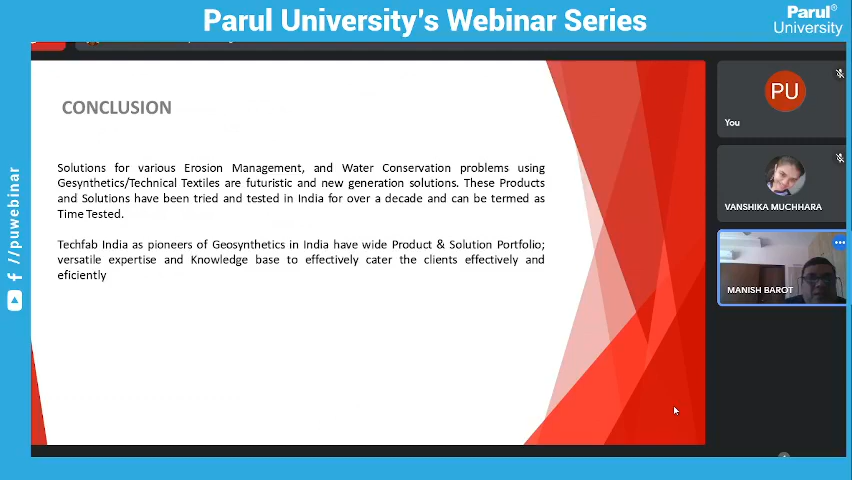 Parul University's Webinar Series
Parul®
University
CONCLUSION
Solutions for various Erosion Management, and Water Conservation problems using
Gesynthetics/Technical Textiles are futuristic and new generation solutions. These Products
and Solutions have been tried and tested in India for over a decade and can be termed as
Time Tested.
Techfab India as pioneers of Geosynthetics in India have wide Product & Solution Portfolio;
versatile expertise and Knowledge base to effectively cater the clients effectively and
eficiently
PU
You
VANSHIKA MUCHHARA
MANISH BAROT
//puwebinar